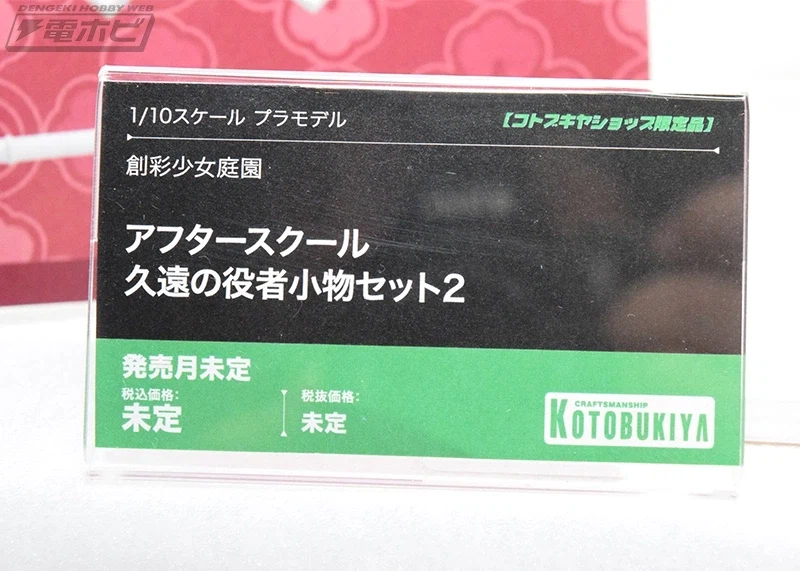 DENGEKI HOBBY WEB
電ホビ
1/10スケール プラモデル
【コトブキヤショップ限定品】
創彩少女庭園
アフタースクール
久遠の役者小物セット2
発売月未定
税込価格:
未定
税抜価格:
未定
CRAFTSMANSHIP
KOTOBUKIYA